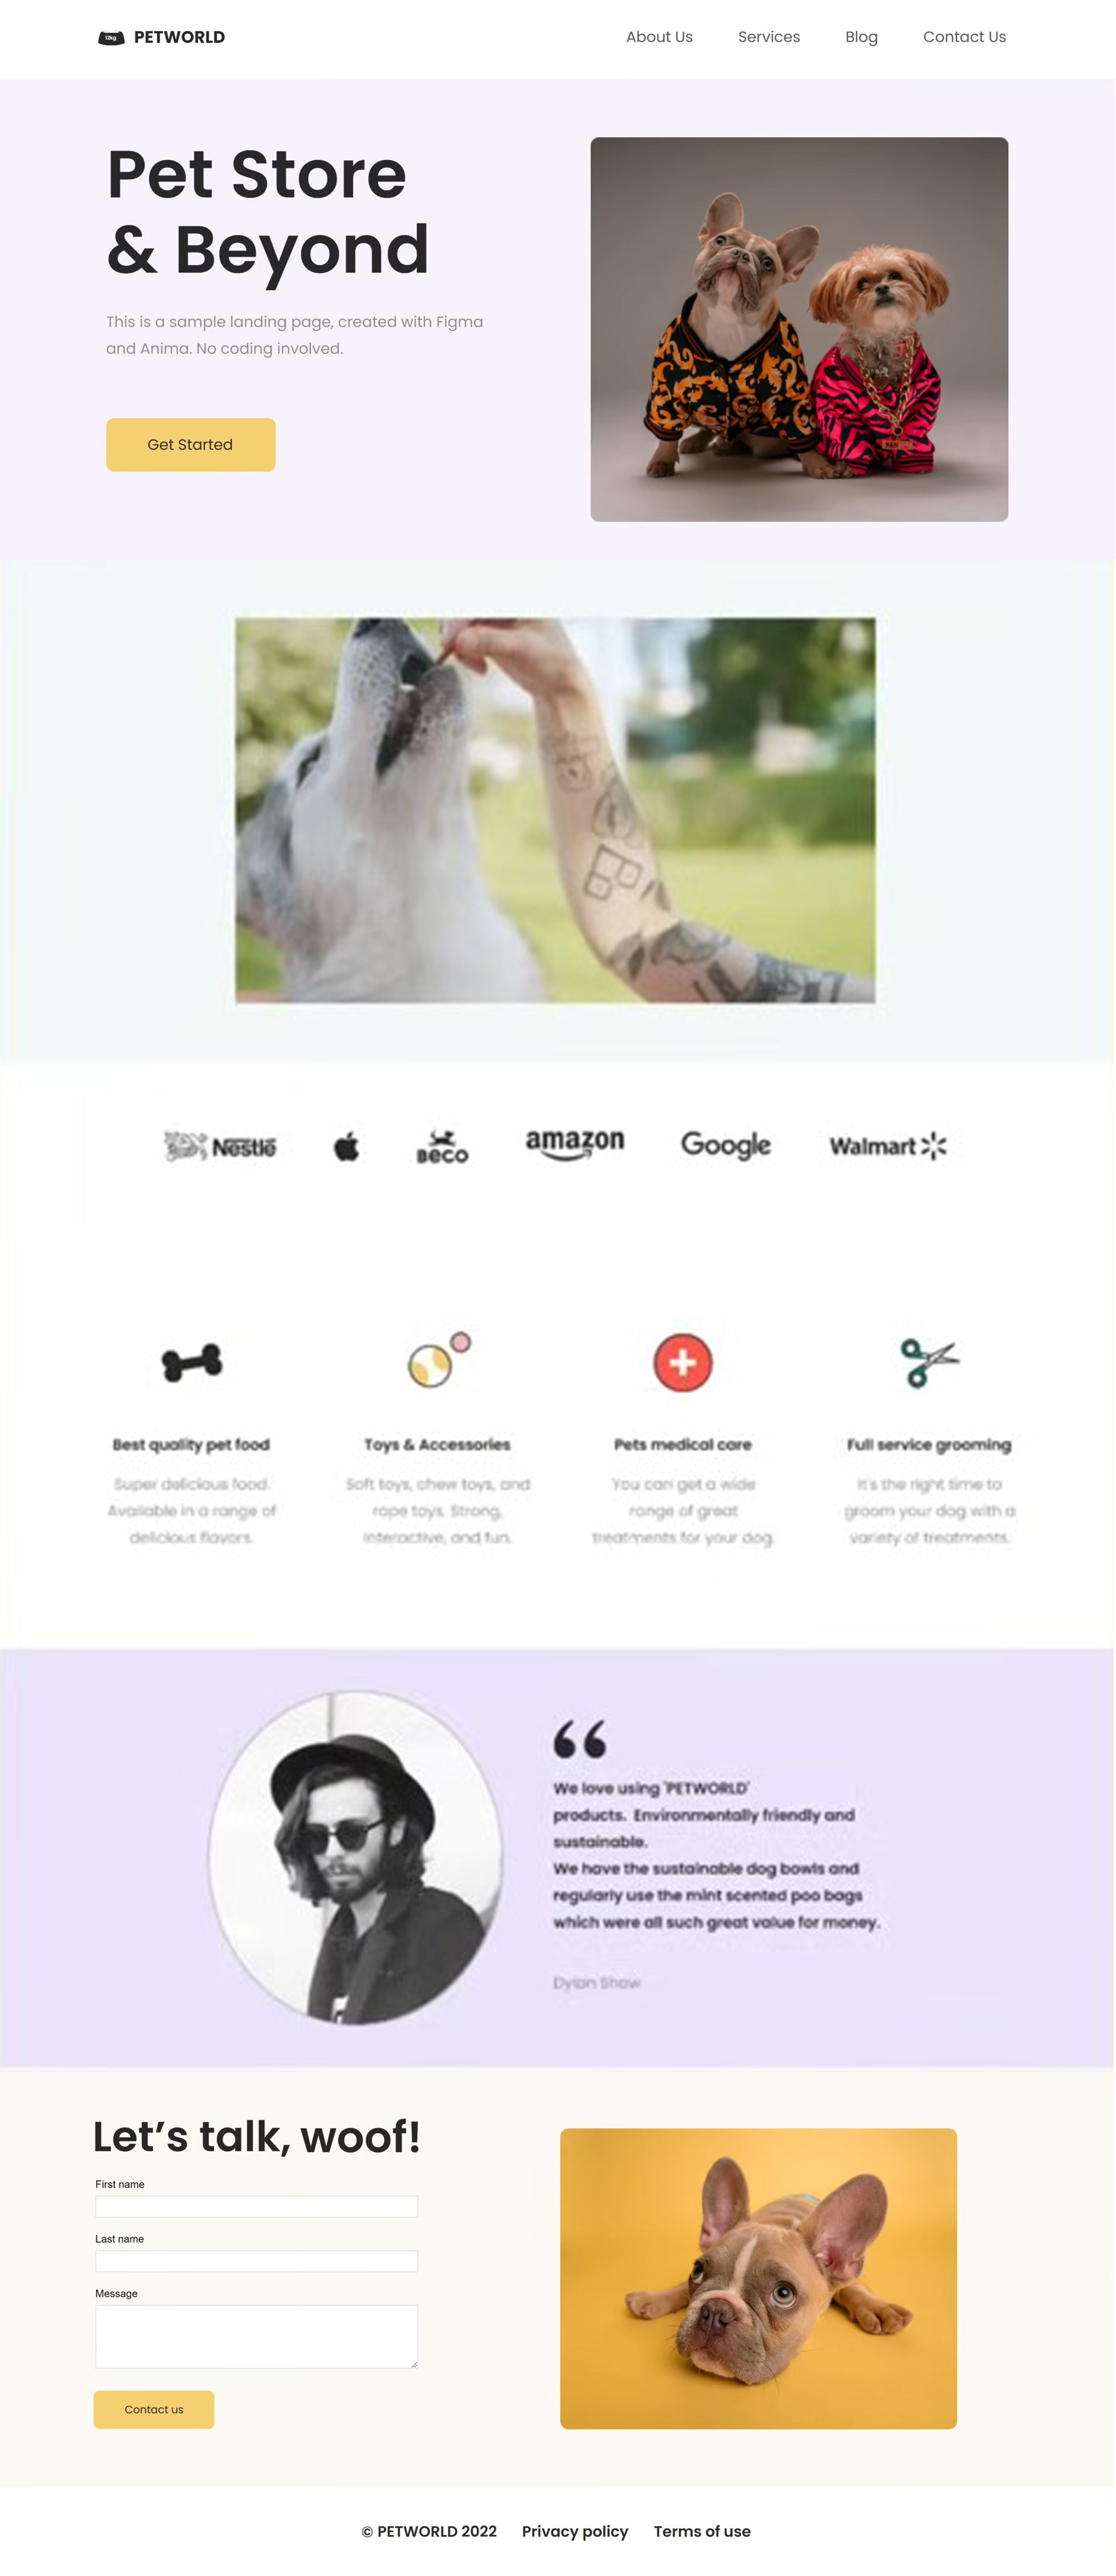 12kg PETWORLD
About Us Services Blog Contact Us
Pet Store
& Beyond
This is a sample landing page, created with Figma
and Anima. No coding involved.
Get Started
Nestlé BECO amazon Google Walmart
Best quality pet food
Super delicious food.
Available in a range of
delicious flavors.
Toys & Accessories
Soft toys, chew toys, and
rope toys. Strong,
interactive, and fun.
Pets medical care
You can get a wide
range of great
treatments for your dog.
Full service grooming
It's the right time to
groom your dog with a
variety of treatments.
“
We love using 'PETWORLD'
products. Environmentally friendly and
sustainable.
We have the sustainable dog bowls and
regularly use the mint scented poo bags
which were all such great value for money.
Dylan Shaw
Let’s talk, woof!
First name
Last name
Message
Contact us
© PETWORLD 2022 Privacy policy Terms of use